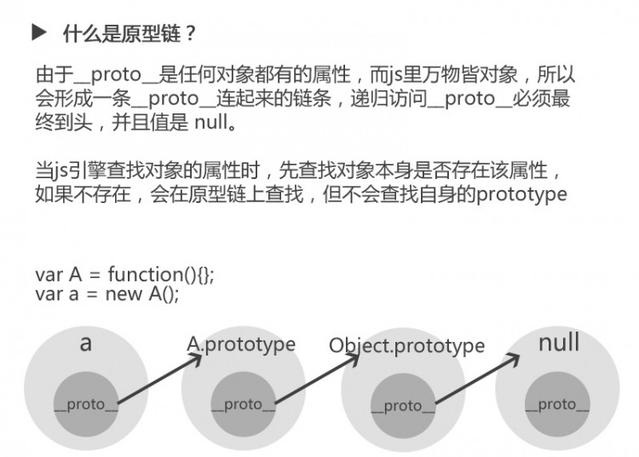 ▶ 什么是原型链？
由于__proto__是任何对象都有的属性，而js里万物皆对象，所以
会形成一条__proto__连起来的链条，递归访问__proto__必须最
终到头，并且值是 null。
当js引擎查找对象的属性时，先查找对象本身是否存在该属性，
如果不存在，会在原型链上查找，但不会查找自身的prototype
var A = function(){};
var a = new A();
a
A.prototype
Object.prototype
null
__proto__
__proto__
__proto__
__proto__